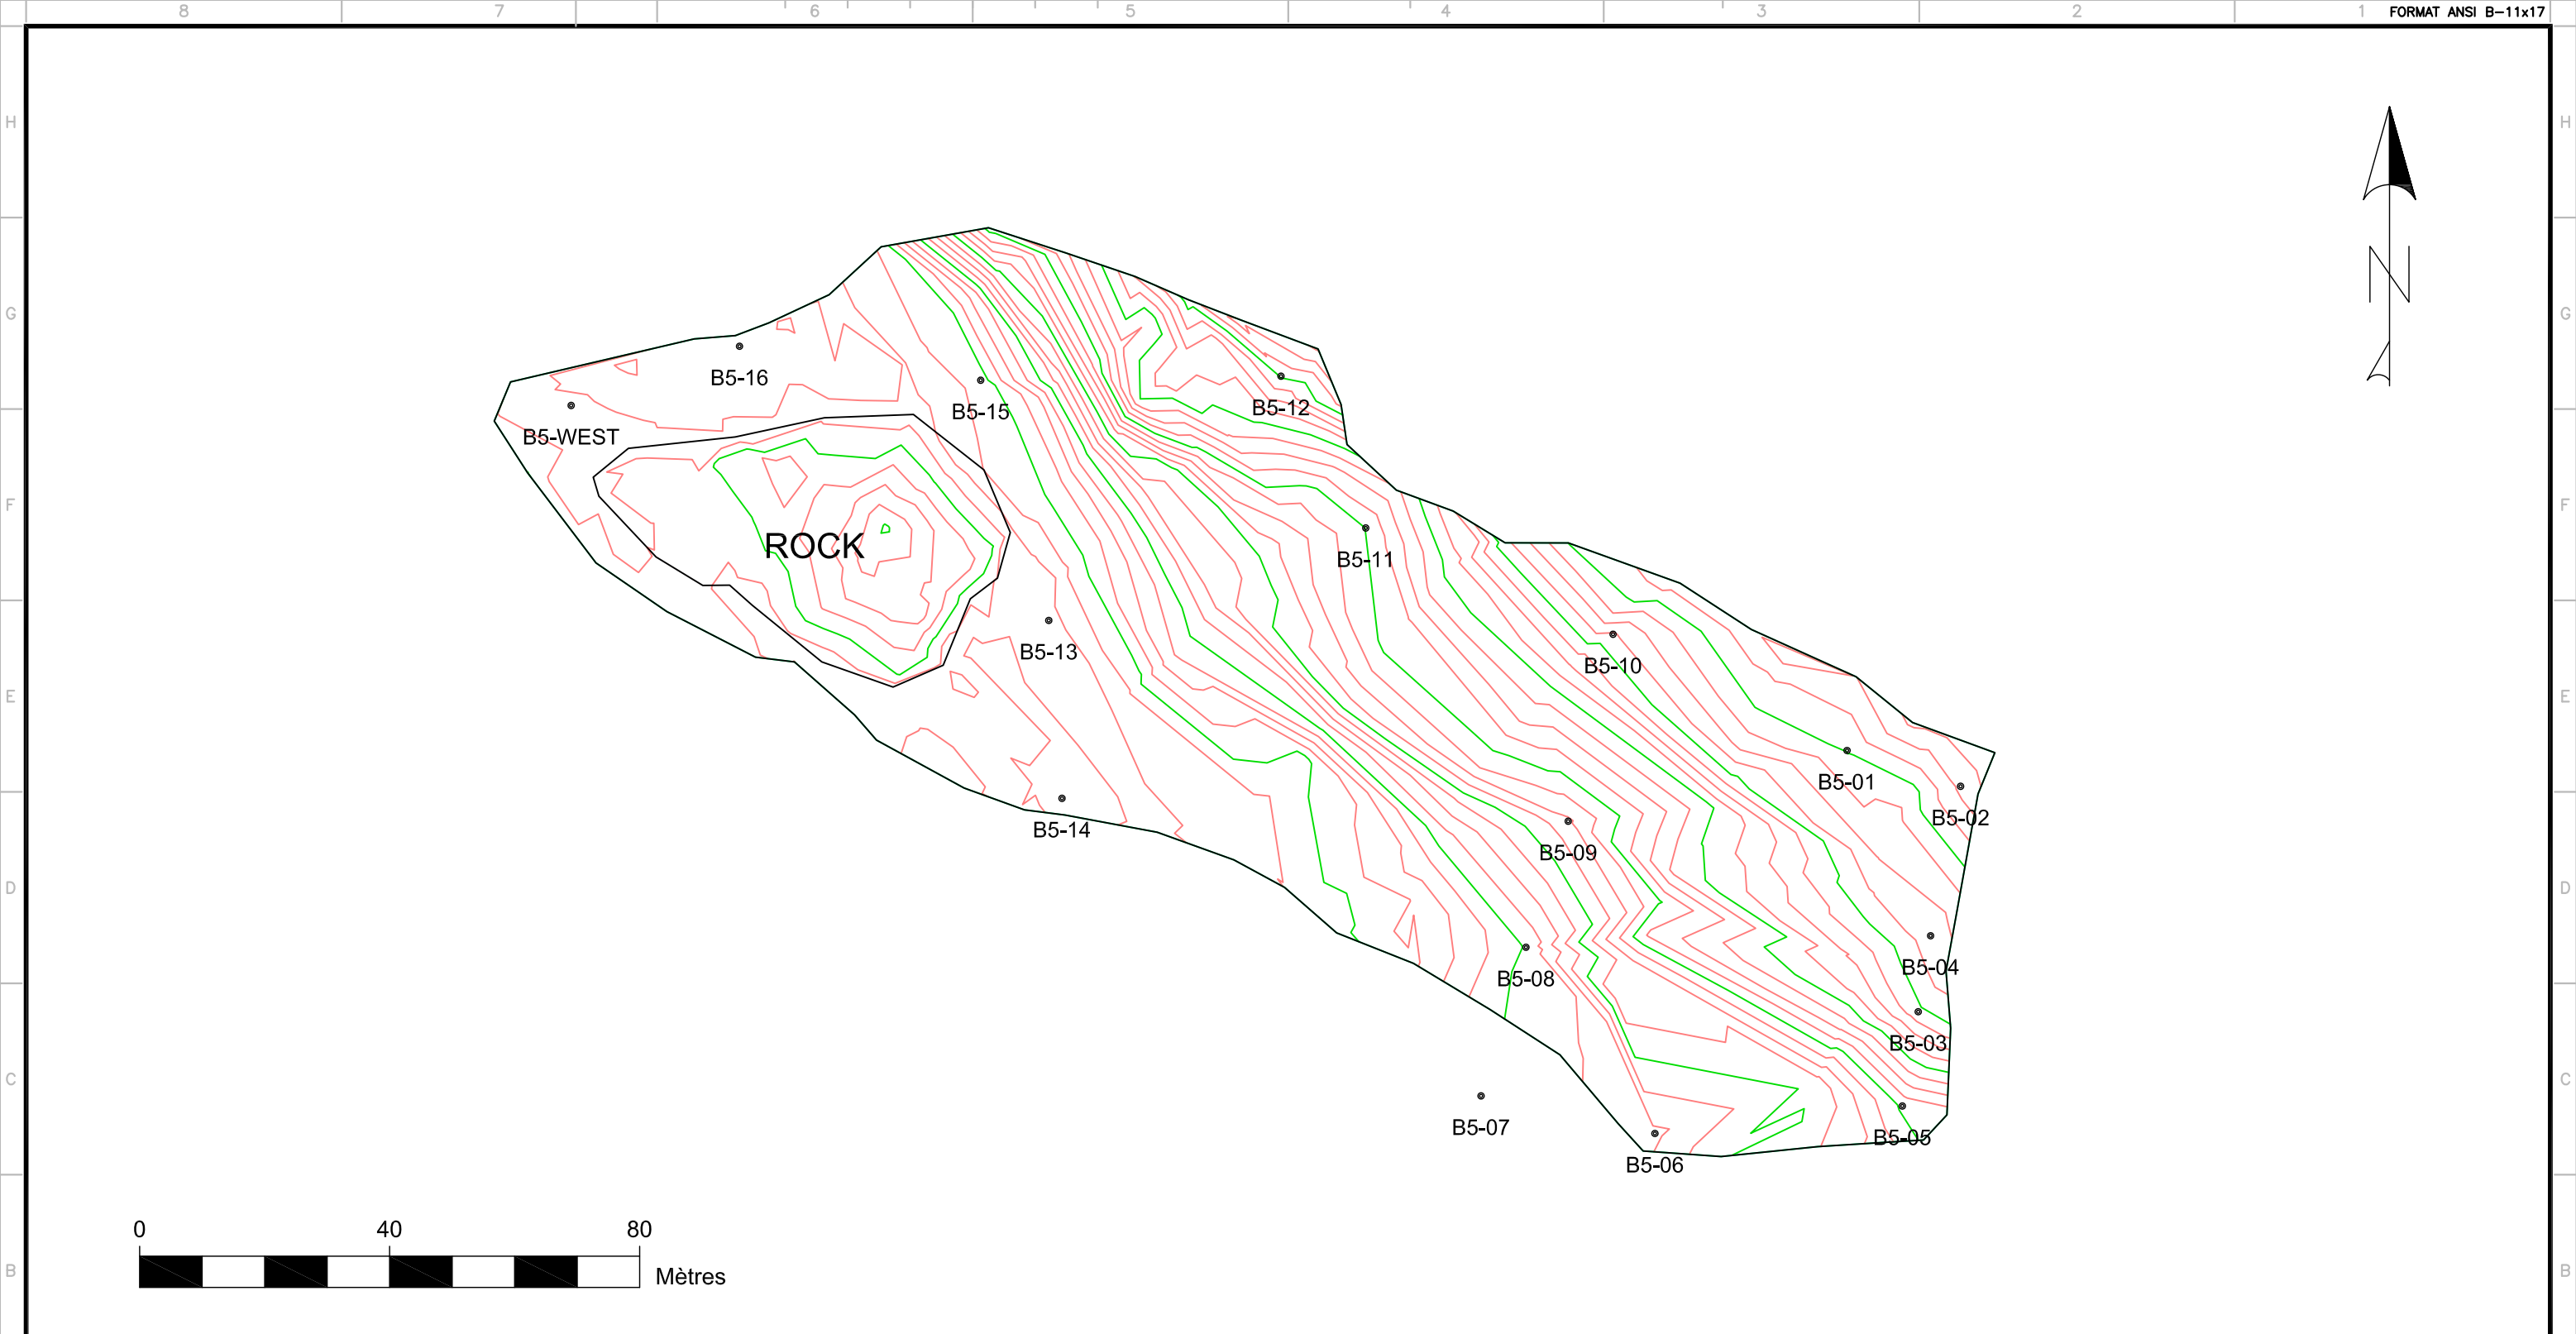 8 7 6 5 4 3 2 1 FORMAT ANSI B-11x17
H H
N
G G
B5-16
B5-12
B5-15
B5-WEST
F F
ROCK
B5-11
B5-13
B5-10
E E
B5-01
B5-02
B5-14
B5-09
D D
B5-04
B5-08
B5-03
C C
B5-07
B5-05
B5-06
0 40 80
Mètres
B B